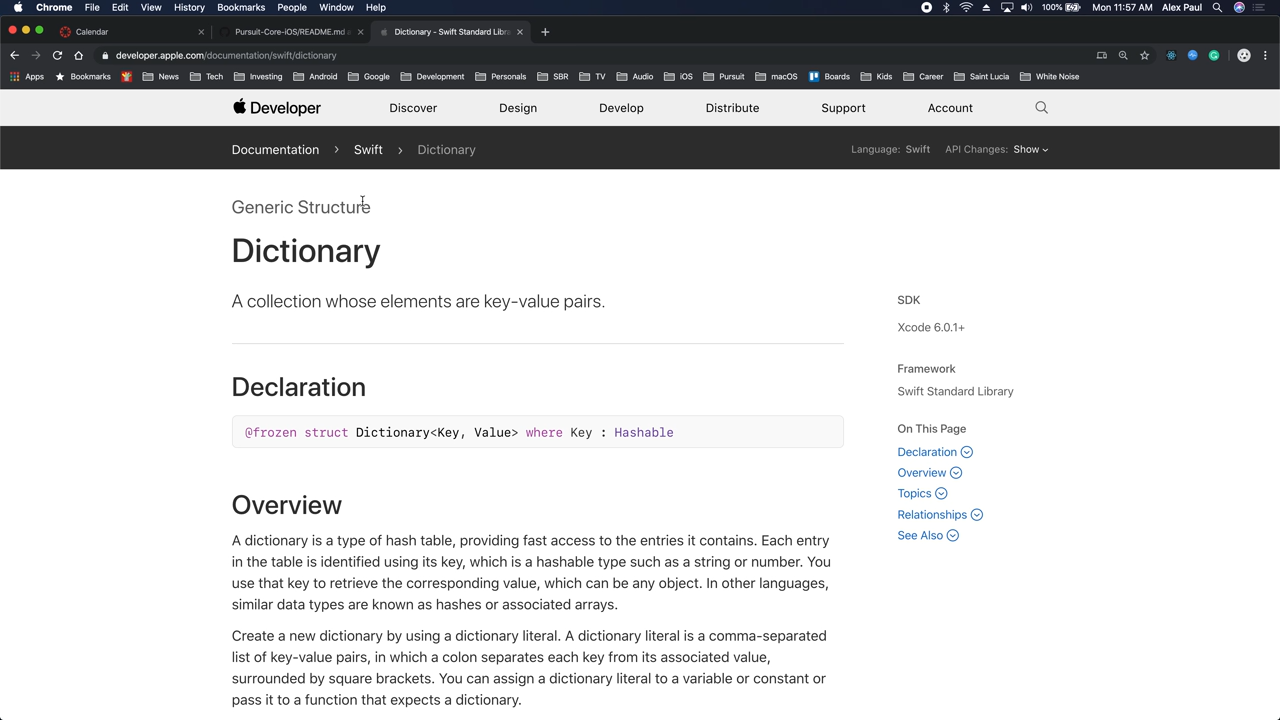 Chrome File Edit View History Bookmarks People Window Help 100% Mon 11:57 AM Alex Paul
Calendar Pursuit-Core-iOS/README.md Dictionary - Swift Standard Libr
developer.apple.com/documentation/swift/dictionary
Apps Bookmarks News Tech Investing Android Google Development Personals SBR TV Audio iOS Pursuit macOS Boards Kids Career Saint Lucia White Noise
Developer Discover Design Develop Distribute Support Account
Documentation > Swift > Dictionary Language: Swift API Changes: Show
Generic Structure
Dictionary
A collection whose elements are key-value pairs.
SDK
Xcode 6.0.1+
Framework
Swift Standard Library
On This Page
Declaration
Overview
Topics
Relationships
See Also
Declaration
@frozen struct Dictionary<Key, Value> where Key : Hashable
Overview
A dictionary is a type of hash table, providing fast access to the entries it contains. Each entry
in the table is identified using its key, which is a hashable type such as a string or number. You
use that key to retrieve the corresponding value, which can be any object. In other languages,
similar data types are known as hashes or associated arrays.
Create a new dictionary by using a dictionary literal. A dictionary literal is a comma-separated
list of key-value pairs, in which a colon separates each key from its associated value,
surrounded by square brackets. You can assign a dictionary literal to a variable or constant or
pass it to a function that expects a dictionary.